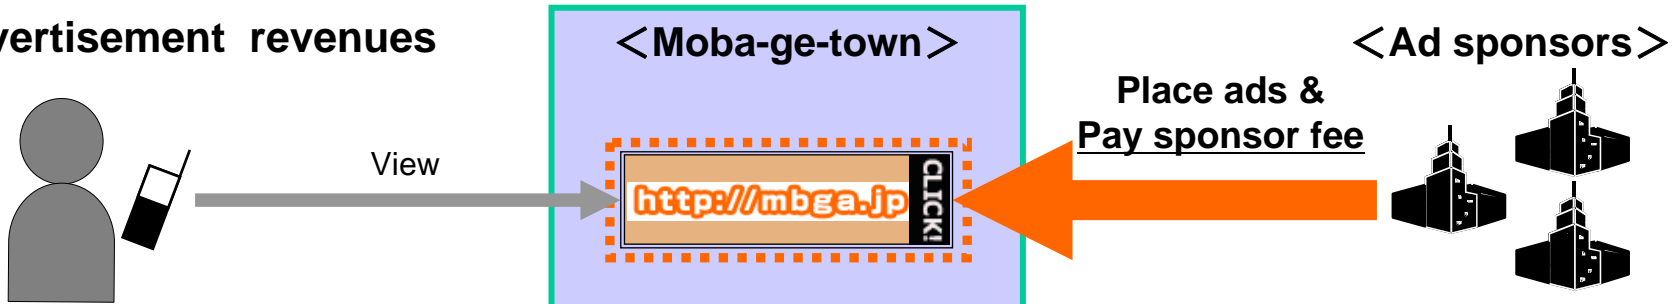 vertisement revenues
＜Moba-ge-town＞
＜Ad sponsors＞
Place ads &
Pay sponsor fee
View
http://mbga.jp
CLICK!